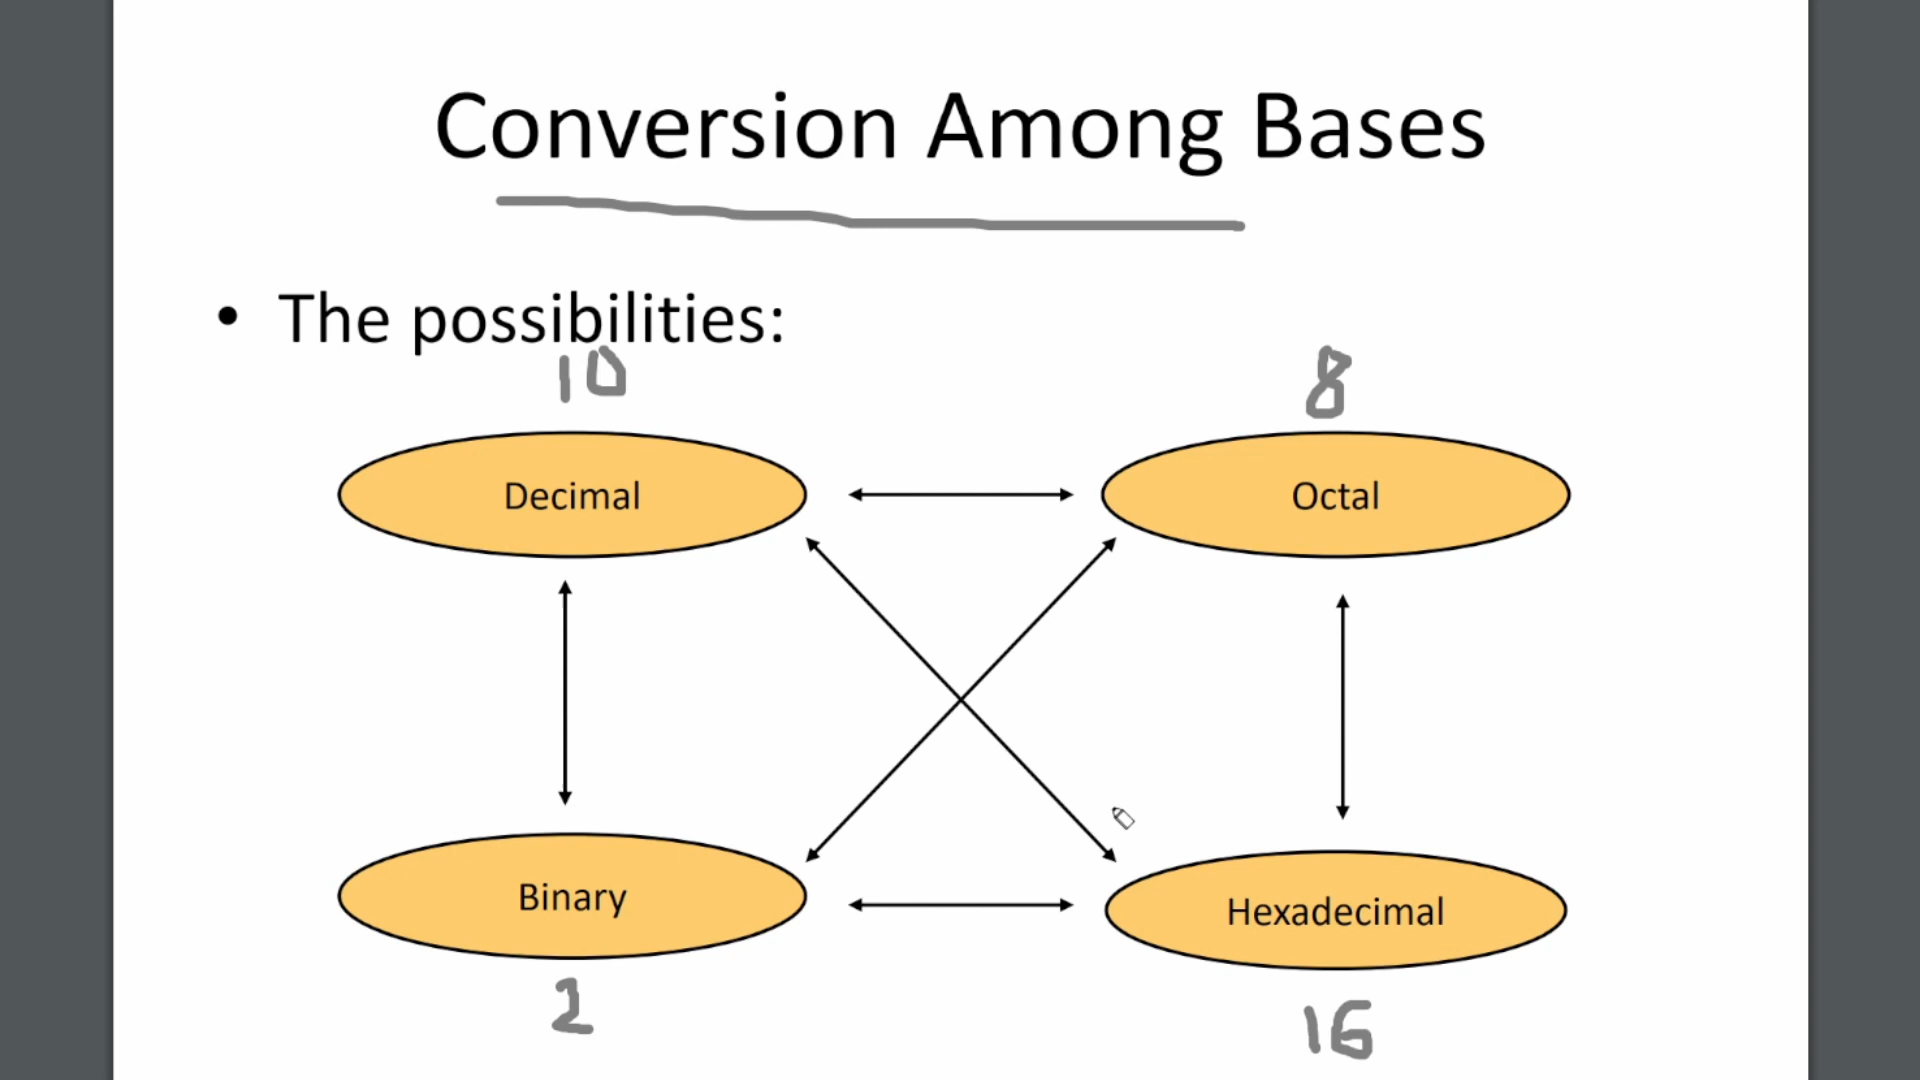 Conversion Among Bases
• The possibilities:
10
8
Decimal
Octal
Binary
Hexadecimal
2
16